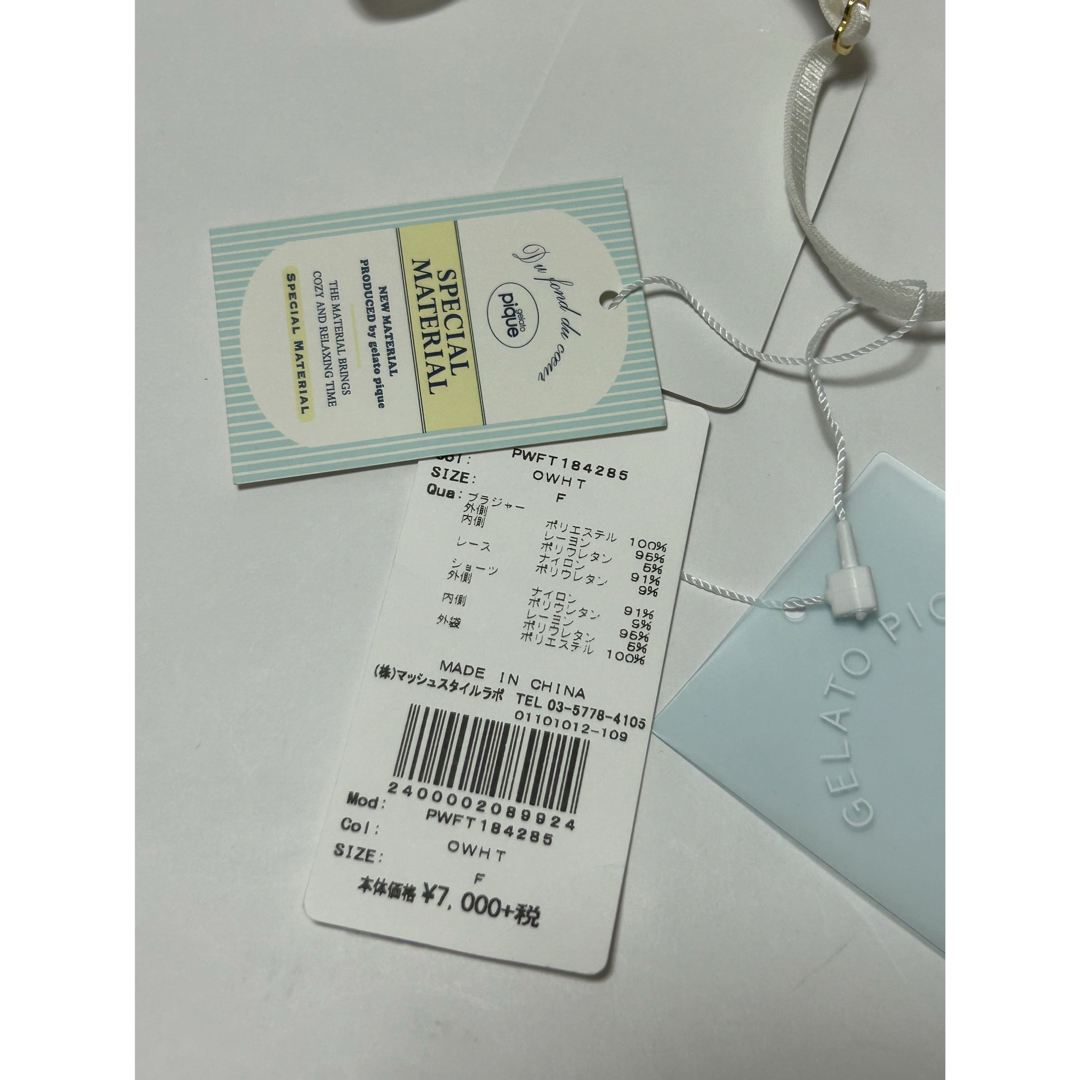 Du fond du cœur
gelato
pique
SPECIAL
MATERIAL
NEW MATERIAL
PRODUCED by gelato pique
THE MATERIAL BRINGS
COZY AND RELAXING TIME
SPECIAL MATERIAL
PWFT184285
Col: OWHT
SIZE: F
Qua: ブラジャー
外側 ポリエステル 100%
内側 レーヨン 95%
ポリウレタン 5%
レース ナイロン 91%
ポリウレタン 9%
ショーツ
外側 ナイロン 91%
ポリウレタン 9%
内側 レーヨン 95%
ポリウレタン 5%
外袋 ポリエステル 100%
MADE IN CHINA
(株)マッシュスタイルラボ TEL 03-5778-4105
01101012-109
2400002089924
Mod: PWFT184285
Col: OWHT
SIZE: F
本体価格 ¥7,000+税
GELATO